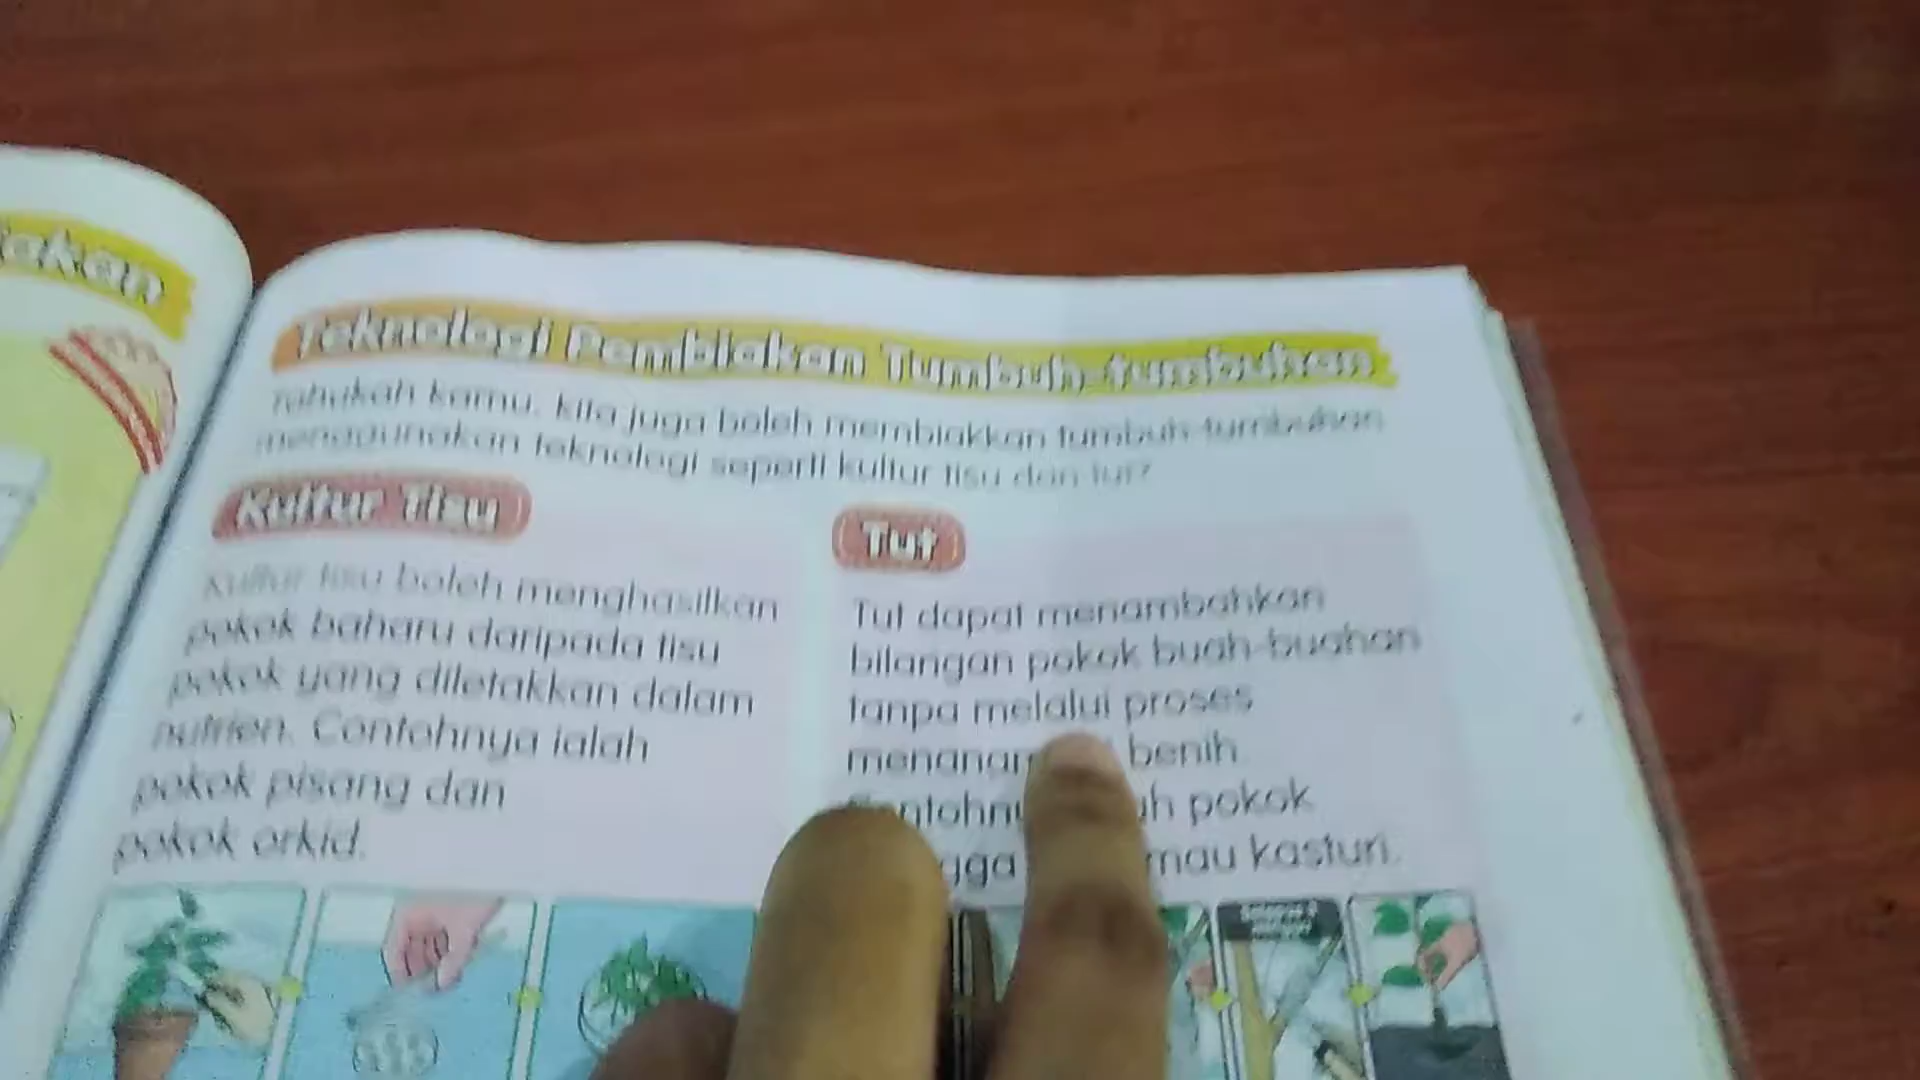 akan
Teknologi Pembiakan Tumbuh-tumbuhan
Tahukah kamu, kita juga boleh membiakkan tumbuh-tumbuhan
menggunakan teknologi seperti kultur tisu dan tut?
Kultur Tisu
Kultur tisu boleh menghasilkan
pokok baharu daripada tisu
pokok yang diletakkan dalam
nutrien. Contohnya ialah
pokok pisang dan
pokok orkid.
Tut
Tut dapat menambahkan
bilangan pokok buah-buahan
tanpa melalui proses
menanam benih.
pokok
kasturi.